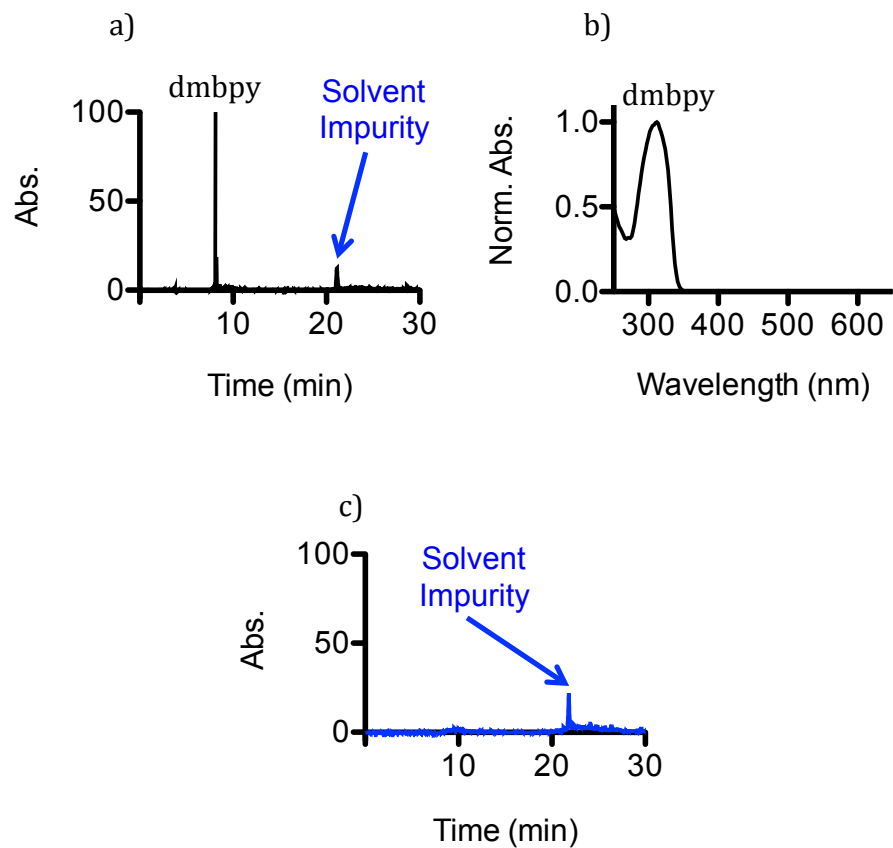 a)
dmbpy
Solvent
Impurity
100
50
0
Abs.
10
20
30
Time (min)
b)
dmbpy
1.0
0.5
0.0
Norm. Abs.
300
400
500
600
Wavelength (nm)
c)
Solvent
Impurity
100
50
0
Abs.
10
20
30
Time (min)